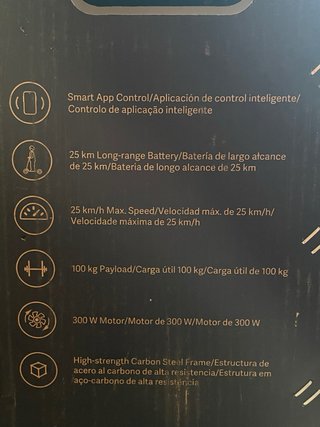 Smart App Control/Aplicación de control inteligente/
Controlo de aplicação inteligente
25 km Long-range Battery/Batería de largo alcance
de 25 km/Bateria de longo alcance de 25 km
25 km/h Max. Speed/Velocidad máx. de 25 km/h/
Velocidade máxima de 25 km/h
100 kg Payload/Carga útil 100 kg/Carga útil de 100 kg
300 W Motor/Motor de 300 W/Motor de 300 W
High-strength Carbon Steel Frame/Estructura de
acero al carbono de alta resistencia/Estrutura em
aço-carbono de alta resistência